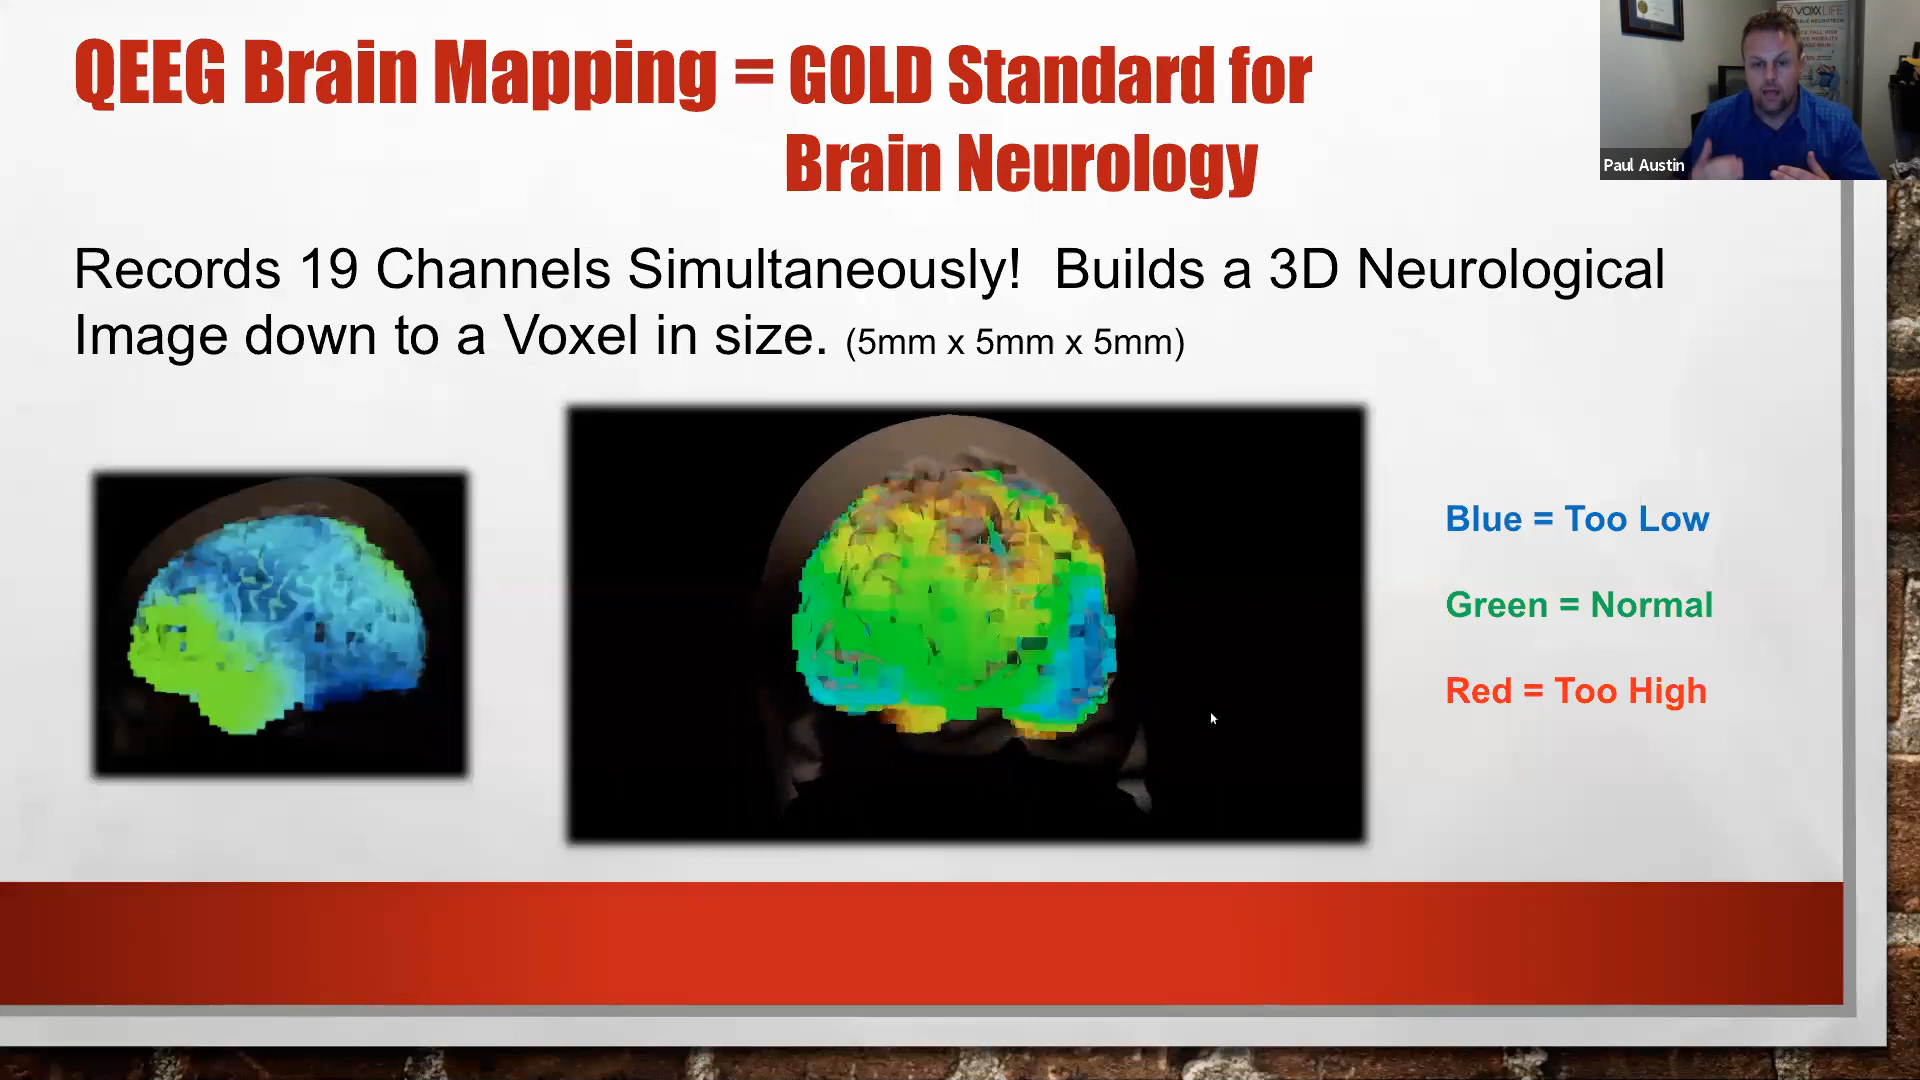 QEEG Brain Mapping = GOLD Standard for
Brain Neurology
VOXXLIFE
Paul Austin
Records 19 Channels Simultaneously! Builds a 3D Neurological
Image down to a Voxel in size. (5mm x 5mm x 5mm)
Blue = Too Low
Green = Normal
Red = Too High